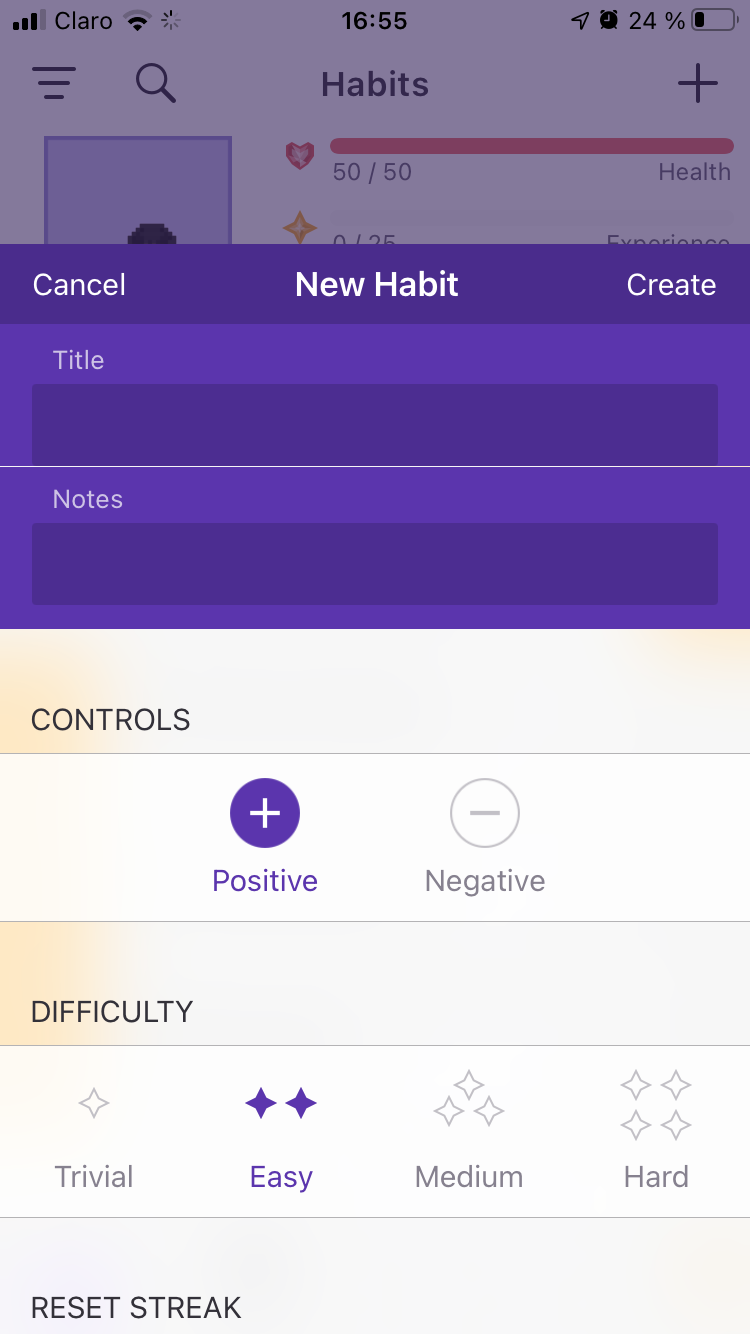 Claro 16:55 24 %
Habits
50 / 50 Health
0 / 25 Experience
Cancel New Habit Create
Title
Notes
CONTROLS
Positive Negative
DIFFICULTY
Trivial Easy Medium Hard
RESET STREAK